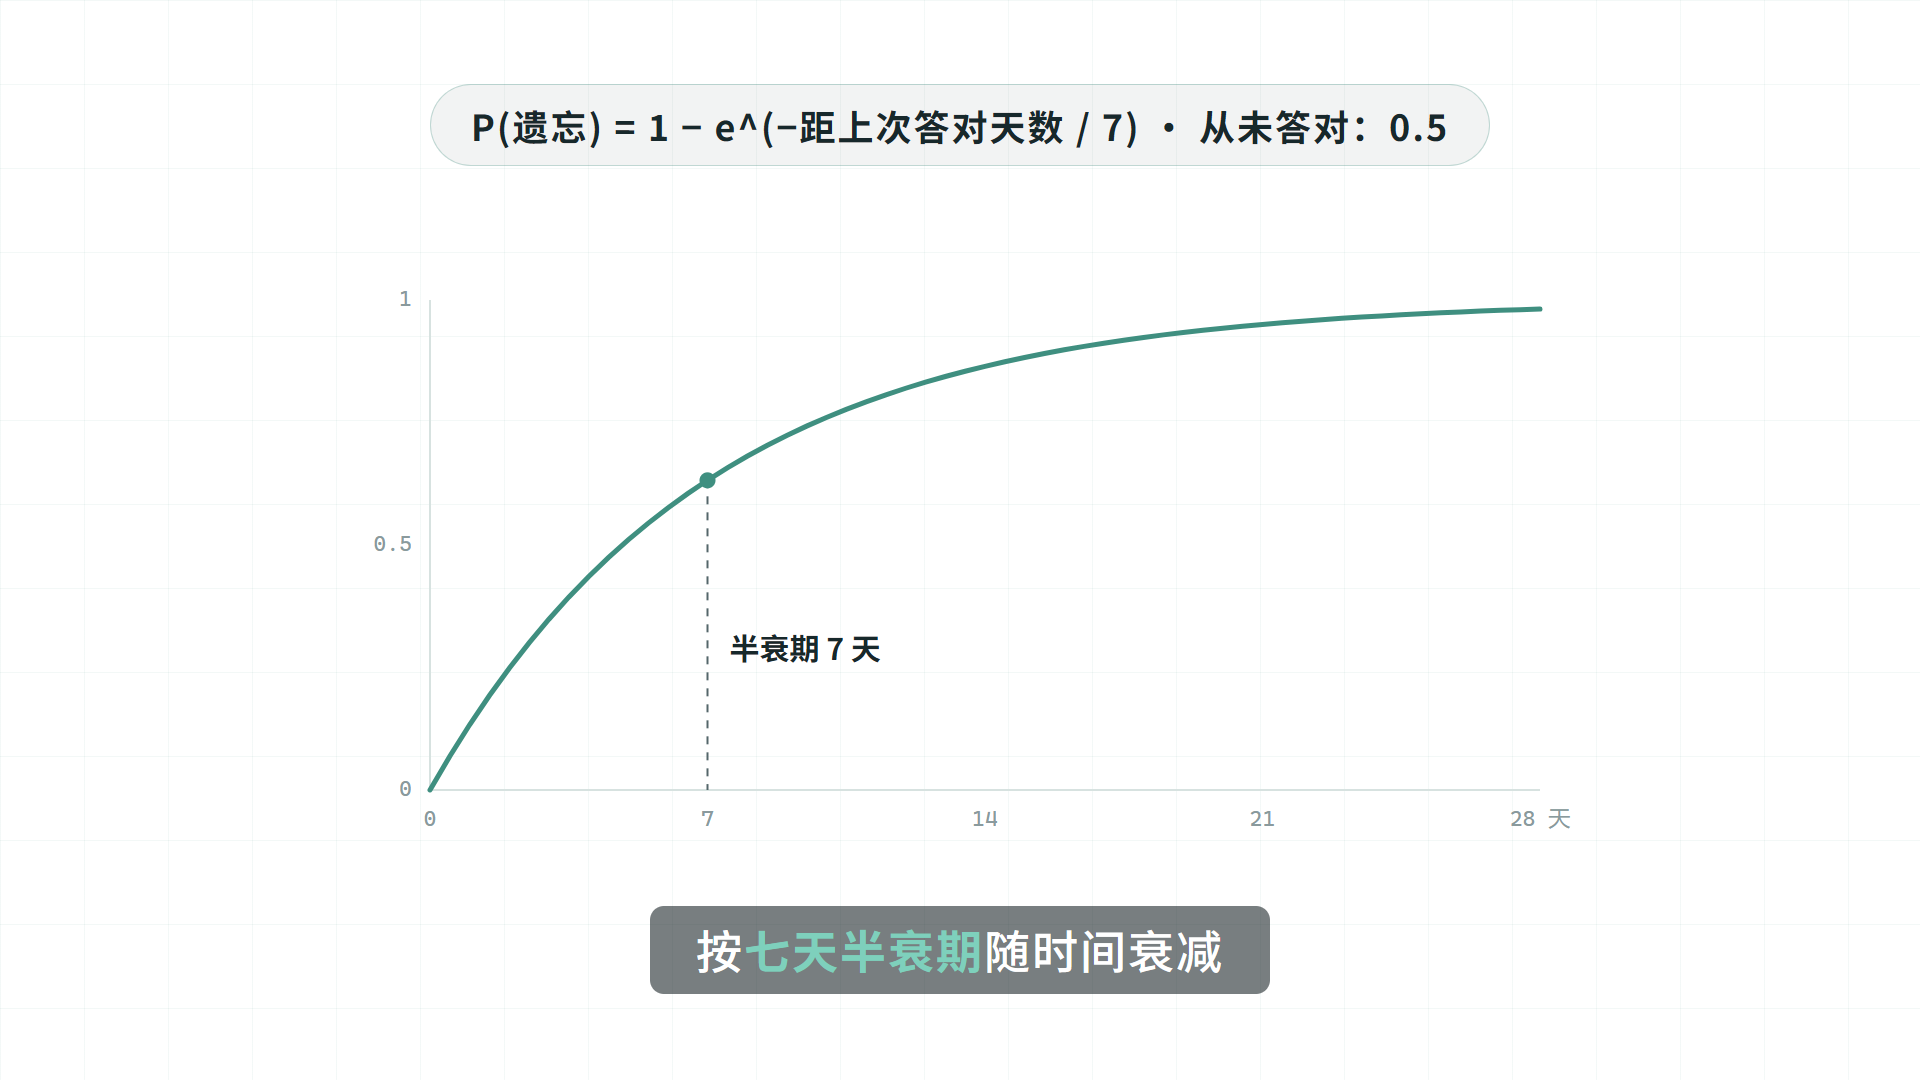 P(遗忘) = 1 − e^(−距上次答对天数 / 7) · 从未答对：0.5
1
0.5
半衰期 7 天
0
0 7 14 21 28 天
按七天半衰期随时间衰减